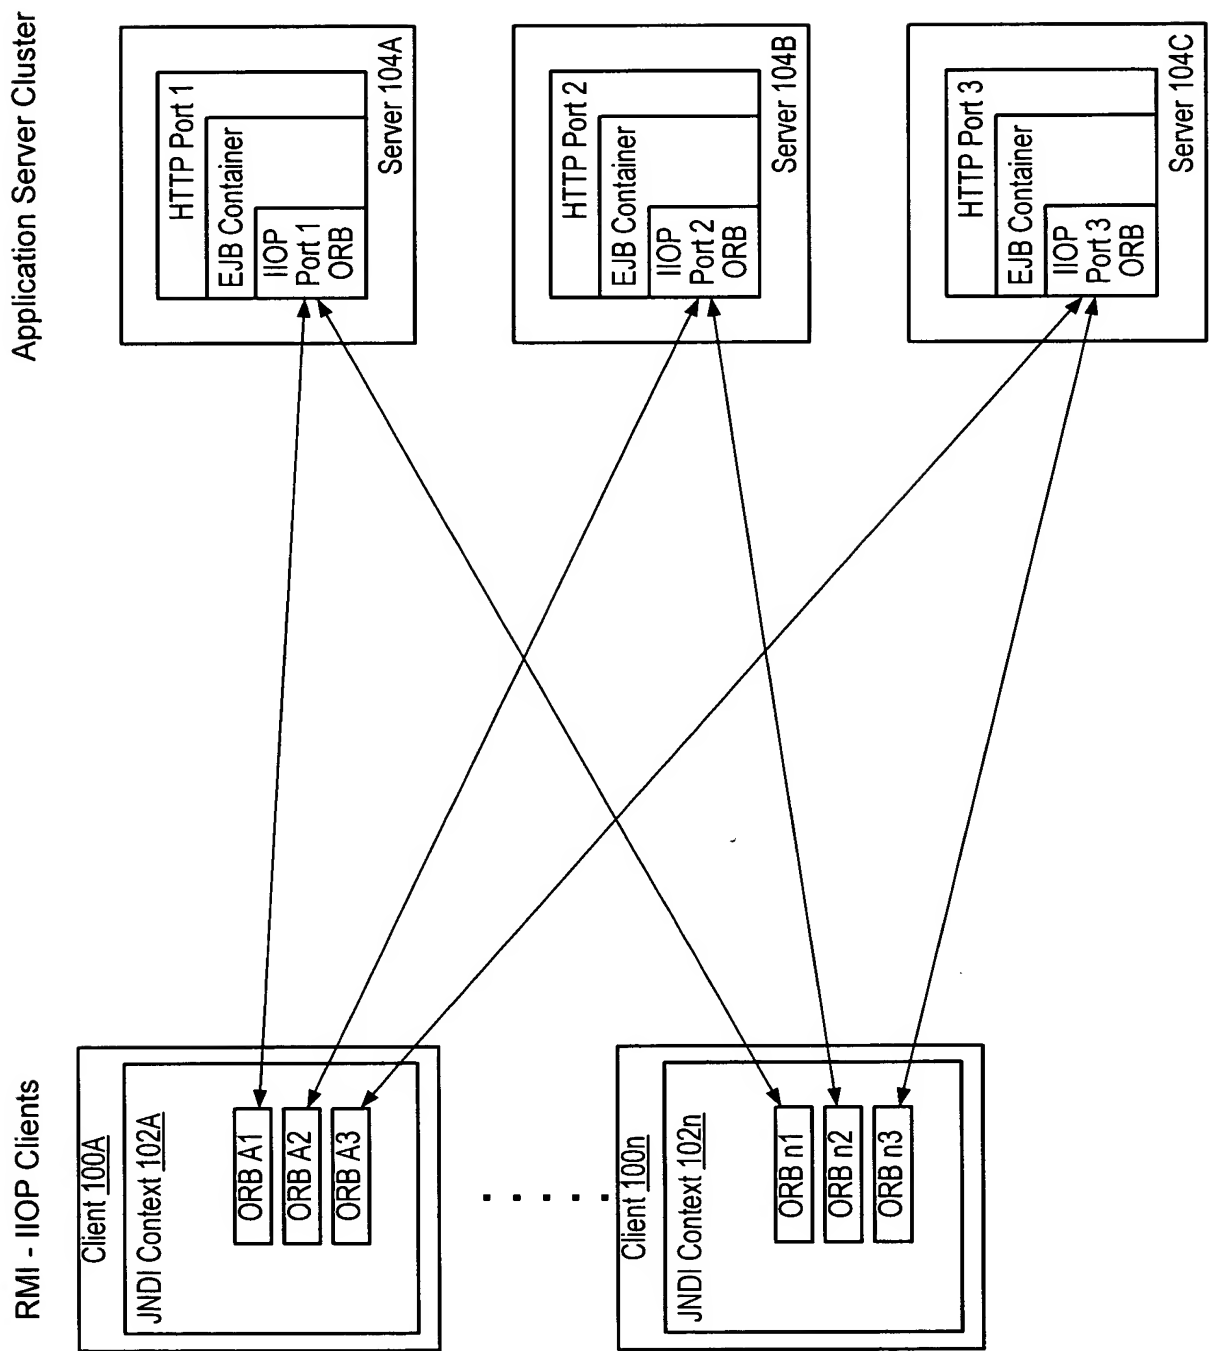 RMI - IIOP Clients
Client 100A
JNDI Context 102A
ORB A1
ORB A2
ORB A3
Client 100n
JNDI Context 102n
ORB n1
ORB n2
ORB n3
Application Server Cluster
HTTP Port 1
EJB Container
IIOP
Port 1
ORB
Server 104A
HTTP Port 2
EJB Container
IIOP
Port 2
ORB
Server 104B
HTTP Port 3
EJB Container
IIOP
Port 3
ORB
Server 104C